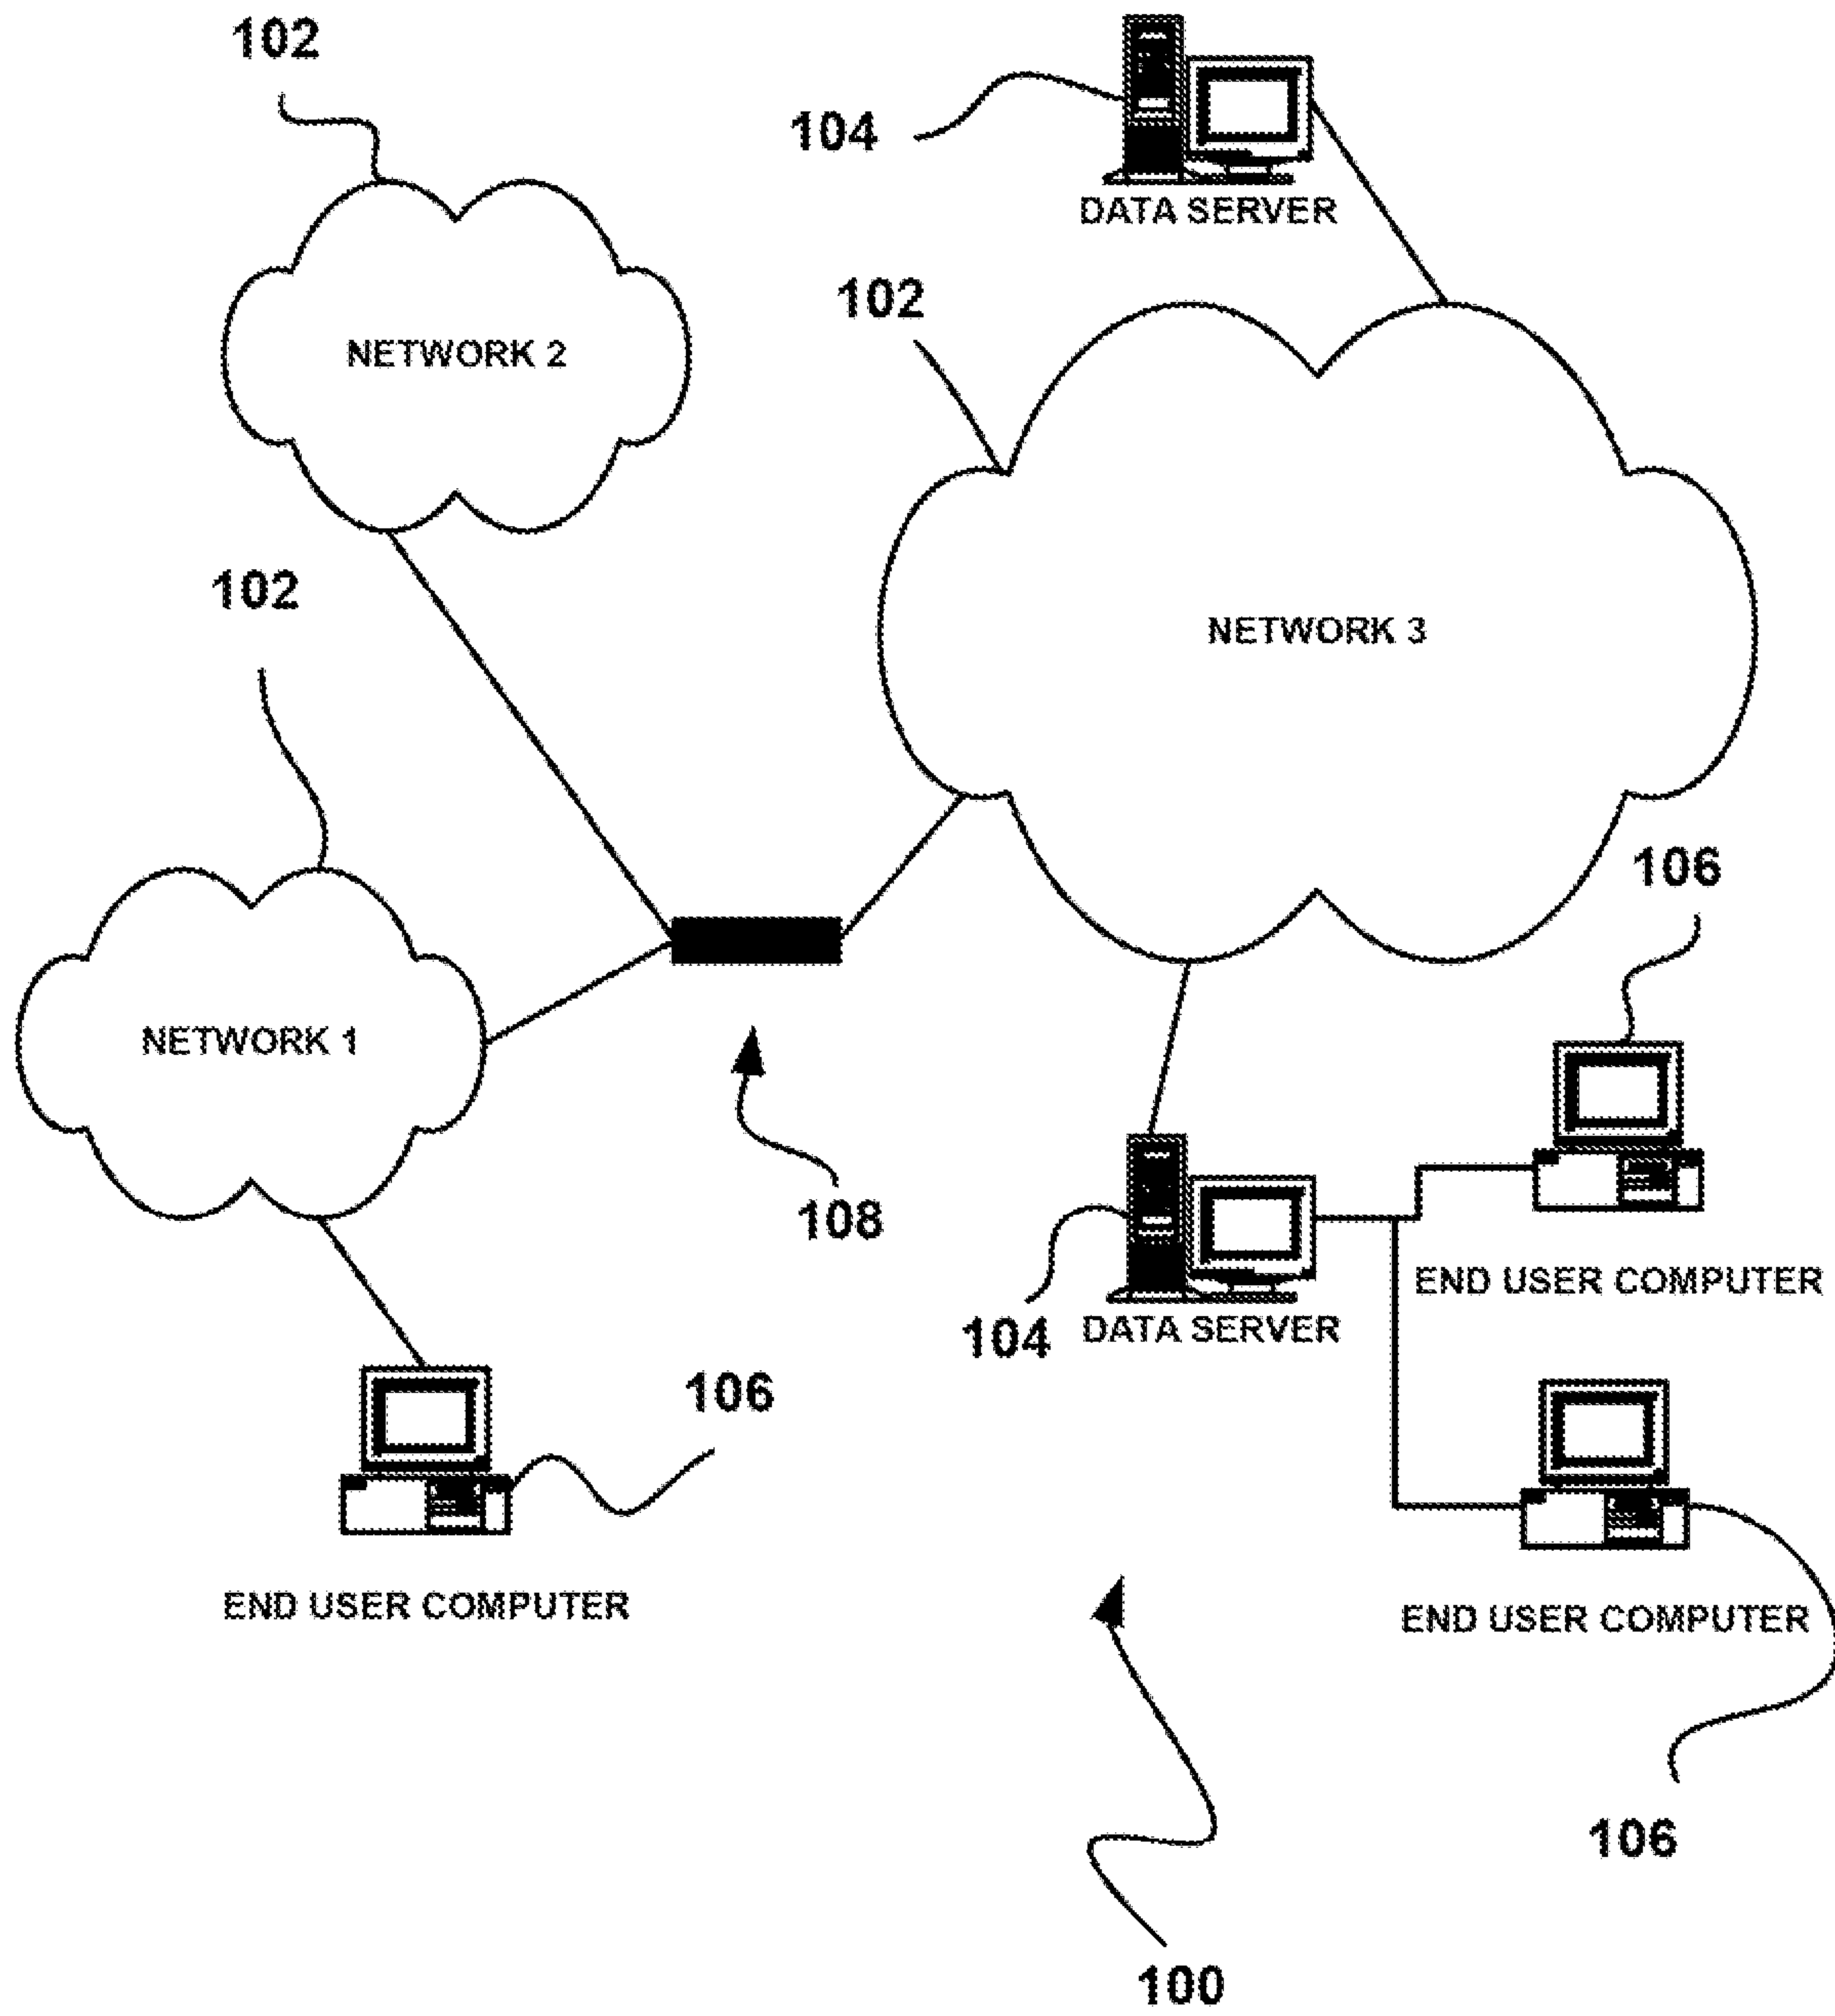 102
104
DATA SERVER
102
NETWORK 2
102
NETWORK 3
106
NETWORK 1
108
END USER COMPUTER
104
DATA SERVER
106
END USER COMPUTER
END USER COMPUTER
106
100